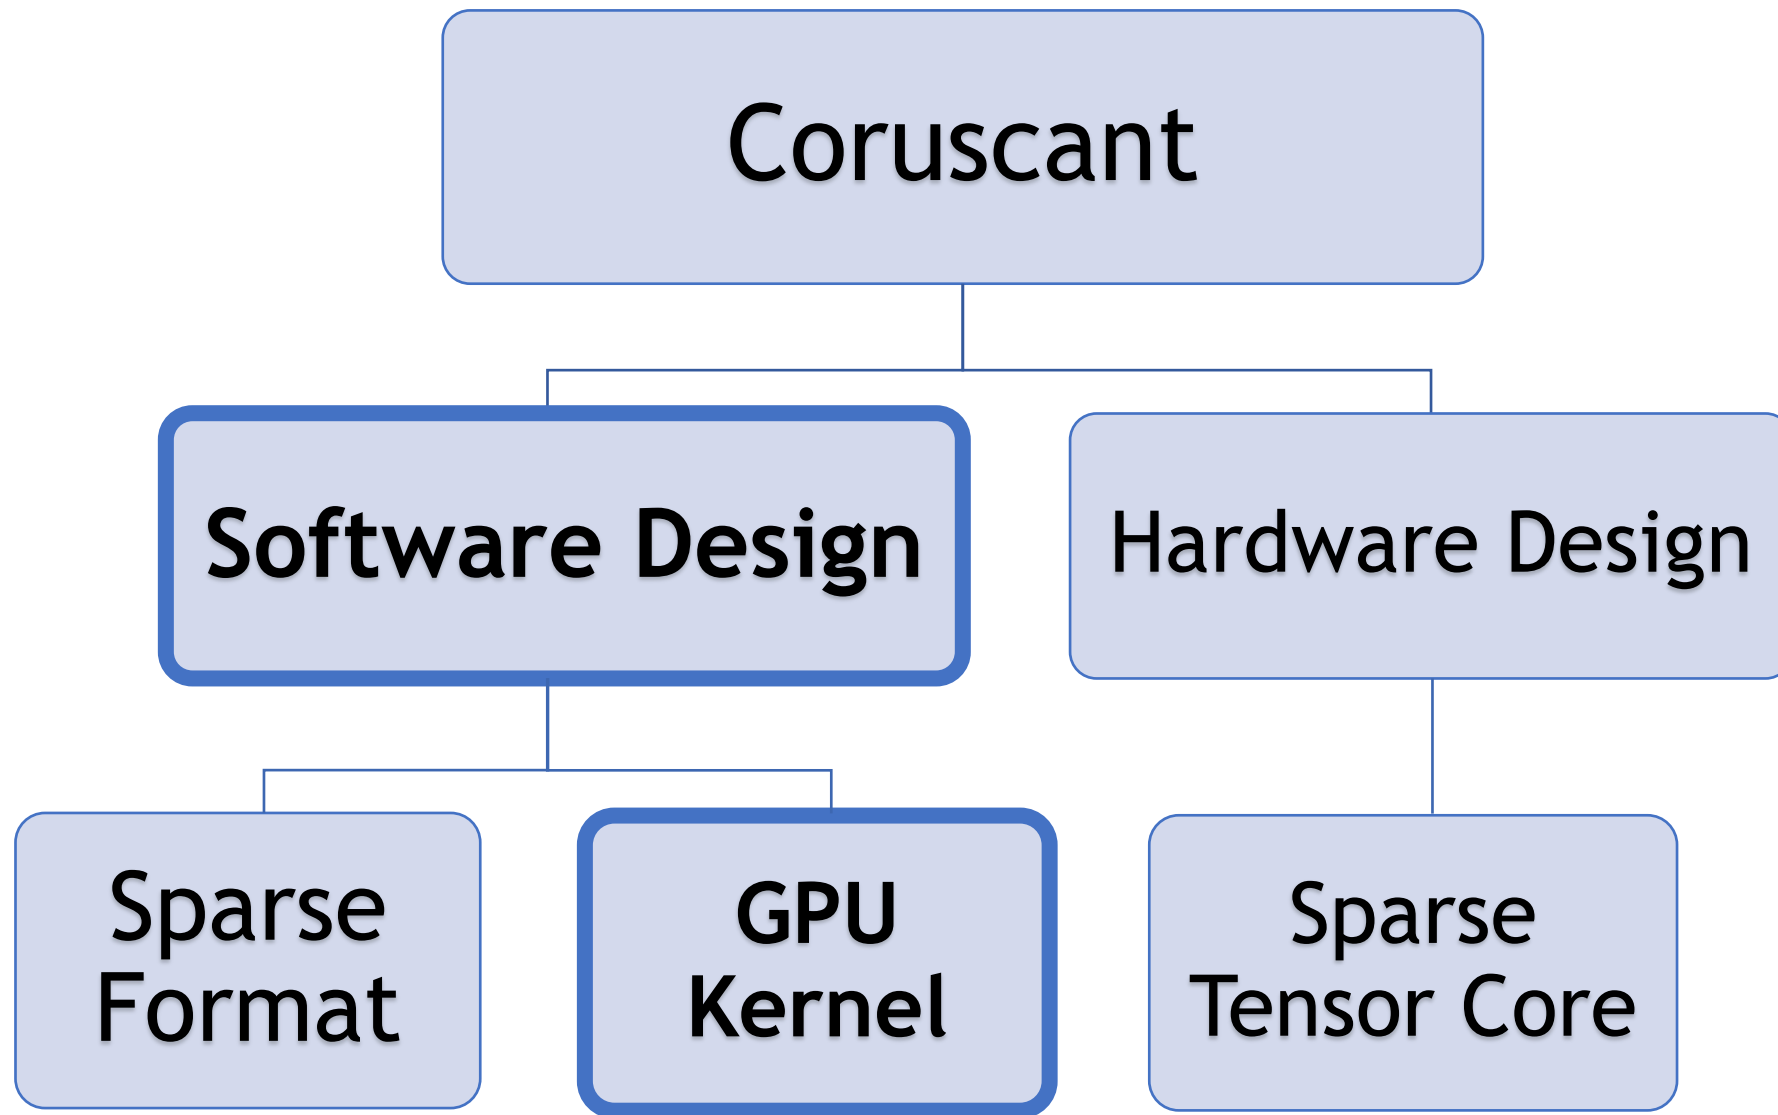 Coruscant
Software Design
Hardware Design
Sparse
Format
GPU
Kernel
Sparse
Tensor Core